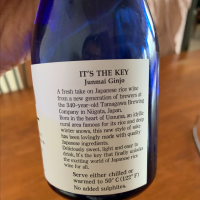 IT'S THE KEY
Junmai Ginjo
A fresh take on Japanese rice wine
from a new generation of brewers at
the 340-year-old Tamagawa Brewing
Company in Niigata, Japan.
Born in the heart of Uonuma, an idyllic
rural area famous for its rice and deep
winter snows, this new style of sake
has been lovingly made with quality
Japanese ingredients.
Deliciously sweet, light and easy to
drink, It's the key that finally unlocks
the exciting world of Japanese rice
wine for all.
Serve either chilled or
warmed to 50° C (122° F)
No added sulphites.